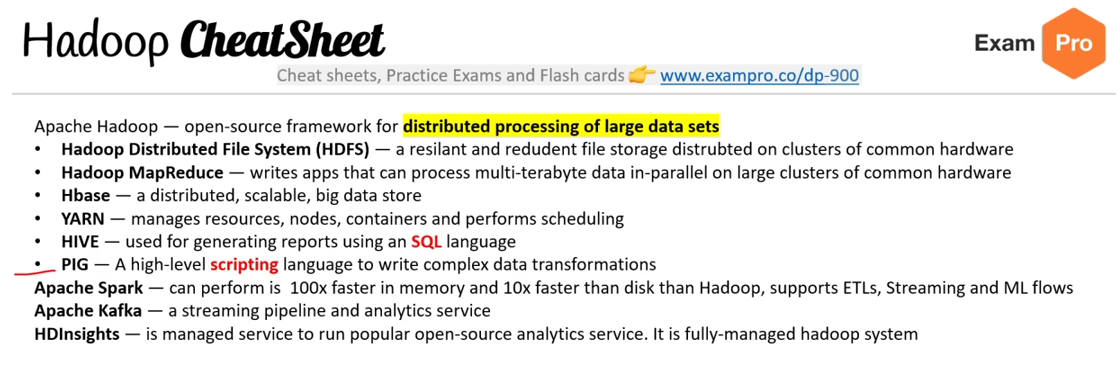 Hadoop CheatSheet
Exam Pro
Cheat sheets, Practice Exams and Flash cards 👉 www.exampro.co/dp-900
Apache Hadoop — open-source framework for distributed processing of large data sets
• Hadoop Distributed File System (HDFS) — a resilant and redudent file storage distrubted on clusters of common hardware
• Hadoop MapReduce — writes apps that can process multi-terabyte data in-parallel on large clusters of common hardware
• Hbase — a distributed, scalable, big data store
• YARN — manages resources, nodes, containers and performs scheduling
• HIVE — used for generating reports using an SQL language
• PIG — A high-level scripting language to write complex data transformations
Apache Spark — can perform is 100x faster in memory and 10x faster than disk than Hadoop, supports ETLs, Streaming and ML flows
Apache Kafka — a streaming pipeline and analytics service
HDInsights — is managed service to run popular open-source analytics service. It is fully-managed hadoop system